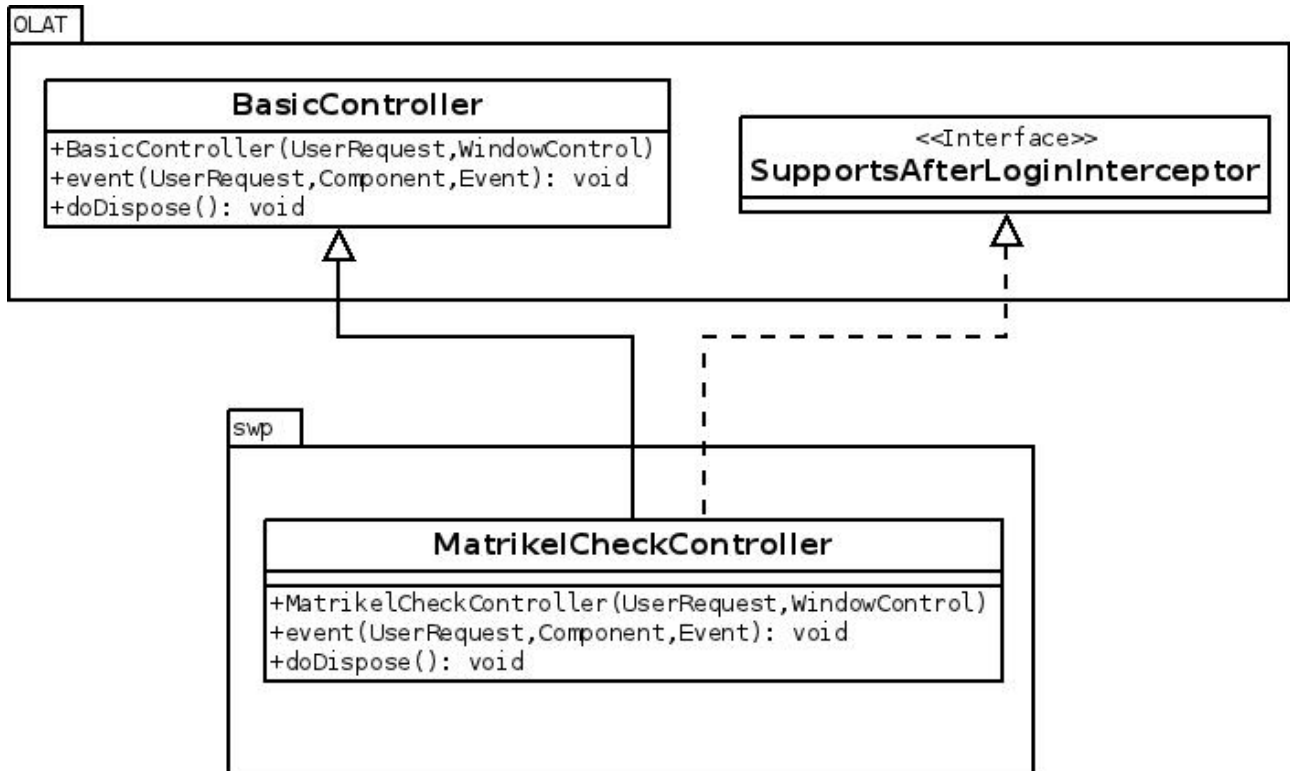 OLAT
BasicController
+BasicController(UserRequest,WindowControl)
+event(UserRequest,Component,Event): void
+doDispose(): void
<<Interface>>
SupportsAfterLoginInterceptor
swp
MatrikelCheckController
+MatrikelCheckController(UserRequest,WindowControl)
+event(UserRequest,Component,Event): void
+doDispose(): void